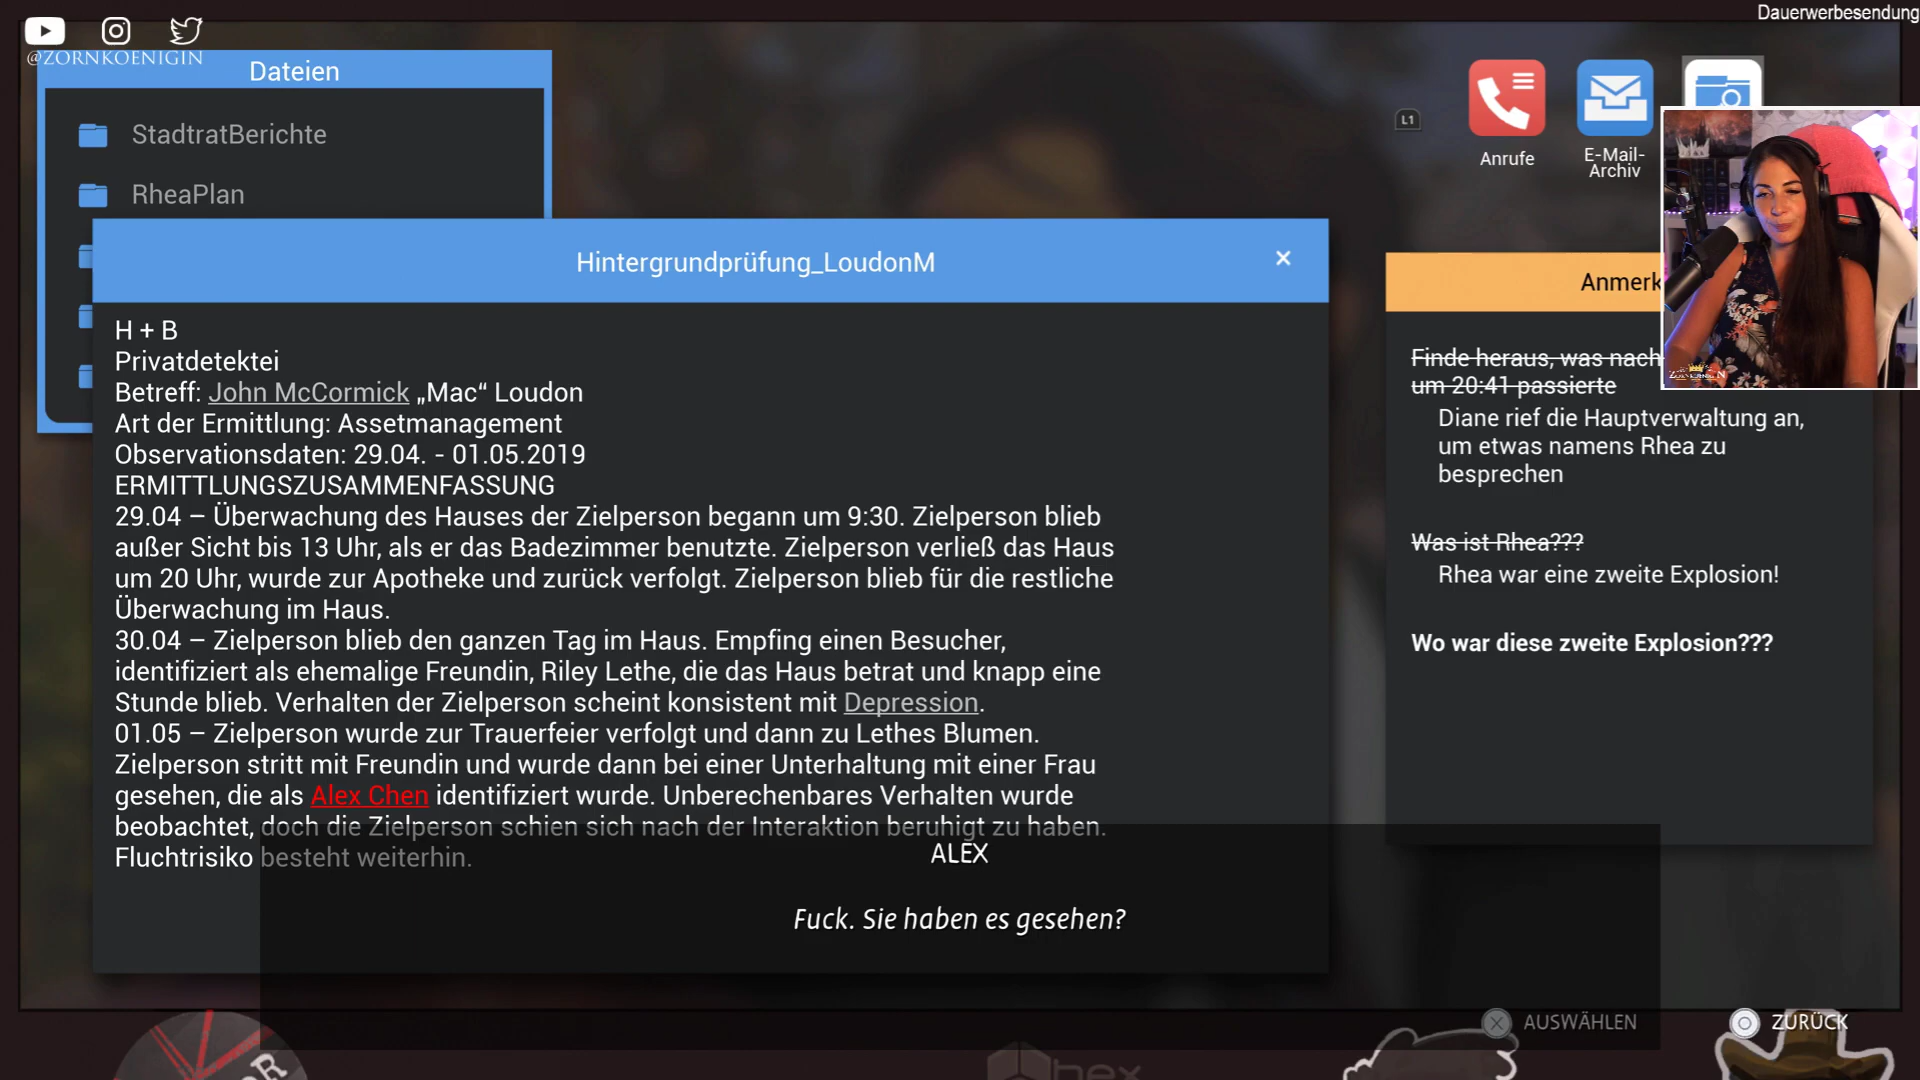 Dauerwerbesendung
@ZORNKOENIGIN
Dateien
StadtratBerichte
RheaPlan
L1
Anrufe
E-Mail-
Archiv
Hintergrundprüfung_LoudonM
×
H + B
Privatdetektei
Betreff: John McCormick „Mac“ Loudon
Art der Ermittlung: Assetmanagement
Observationsdaten: 29.04. - 01.05.2019
ERMITTLUNGSZUSAMMENFASSUNG
29.04 – Überwachung des Hauses der Zielperson begann um 9:30. Zielperson blieb
außer Sicht bis 13 Uhr, als er das Badezimmer benutzte. Zielperson verließ das Haus
um 20 Uhr, wurde zur Apotheke und zurück verfolgt. Zielperson blieb für die restliche
Überwachung im Haus.
30.04 – Zielperson blieb den ganzen Tag im Haus. Empfing einen Besucher,
identifiziert als ehemalige Freundin, Riley Lethe, die das Haus betrat und knapp eine
Stunde blieb. Verhalten der Zielperson scheint konsistent mit Depression.
01.05 – Zielperson wurde zur Trauerfeier verfolgt und dann zu Lethes Blumen.
Zielperson stritt mit Freundin und wurde dann bei einer Unterhaltung mit einer Frau
gesehen, die als Alex Chen identifiziert wurde. Unberechenbares Verhalten wurde
beobachtet, doch die Zielperson schien sich nach der Interaktion beruhigt zu haben.
Fluchtrisiko besteht weiterhin.
Anmerk
Finde heraus, was nach
um 20:41 passierte
Diane rief die Hauptverwaltung an,
um etwas namens Rhea zu
besprechen
Was ist Rhea???
Rhea war eine zweite Explosion!
Wo war diese zweite Explosion???
ZORNKOENIGIN
ALEX
Fuck. Sie haben es gesehen?
AUSWÄHLEN
ZURÜCK
hex